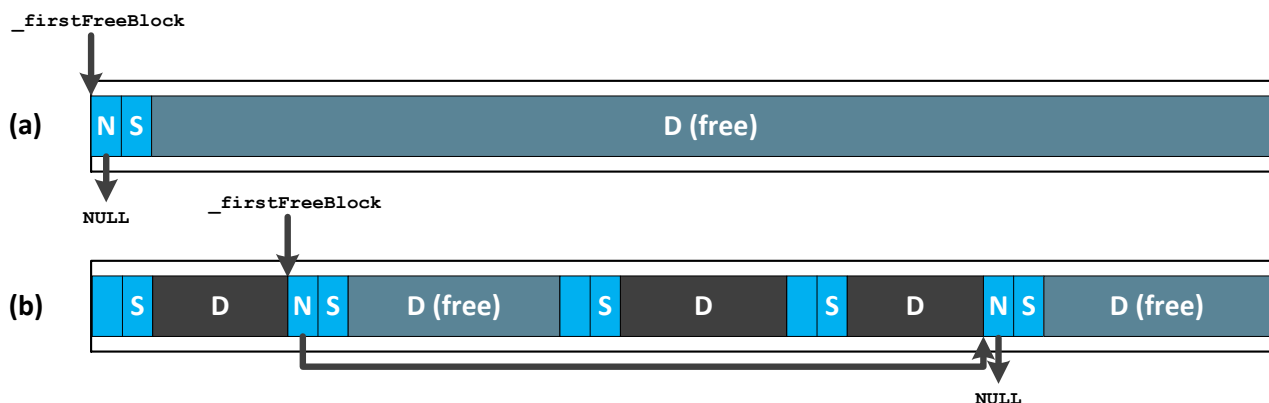 _firstFreeBlock
(a) N S D (free)
NULL
_firstFreeBlock
(b) S D N S D (free) S D S D N S D (free)
NULL